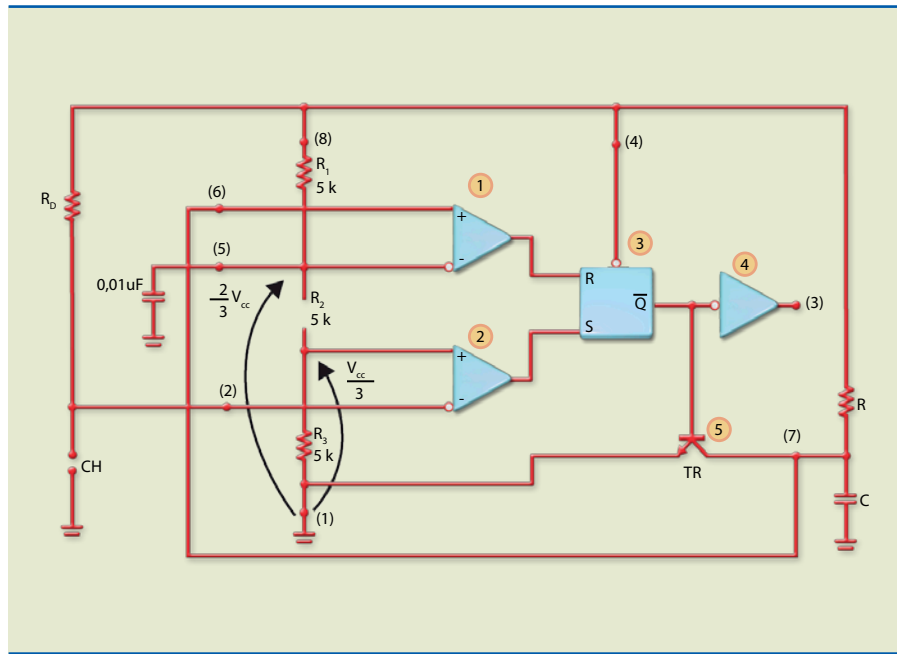 (8)
(4)
R1
5 k
1
RD
(6)
+
(5)
-
3
4
0,01uF
2/3 Vcc
R2
5 k
R
Q̅
S
(3)
2
Vcc/3
+
(2)
-
R
R3
5 k
5
(7)
CH
TR
C
(1)